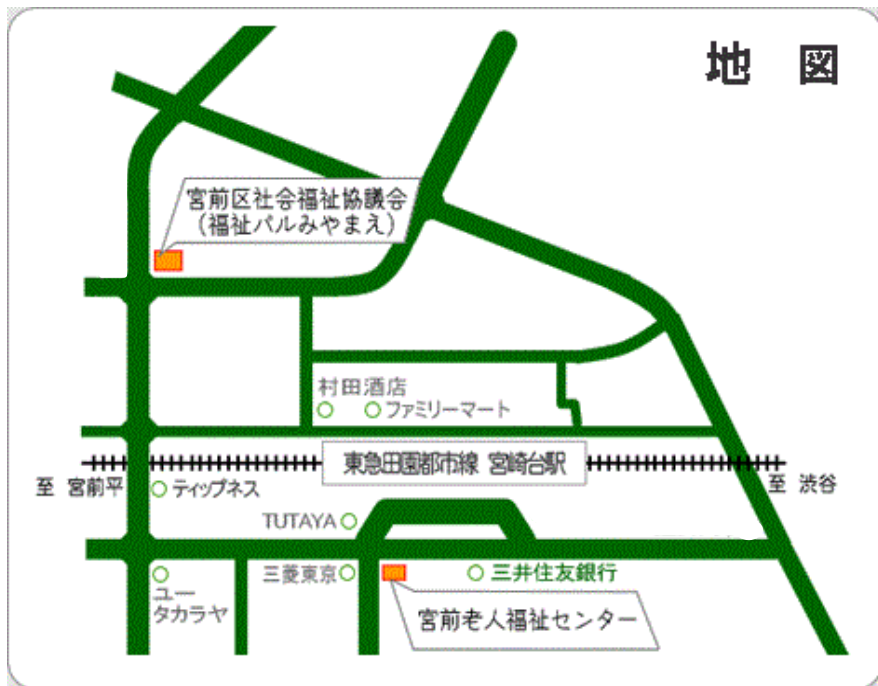 地 図
宮前区社会福祉協議会
（福祉パルみやまえ）
村田酒店
ファミリーマート
東急田園都市線 宮崎台駅
至 宮前平
ティップネス
至 渋谷
TUTAYA
三菱東京
三井住友銀行
ユー
タカラヤ
宮前老人福祉センター